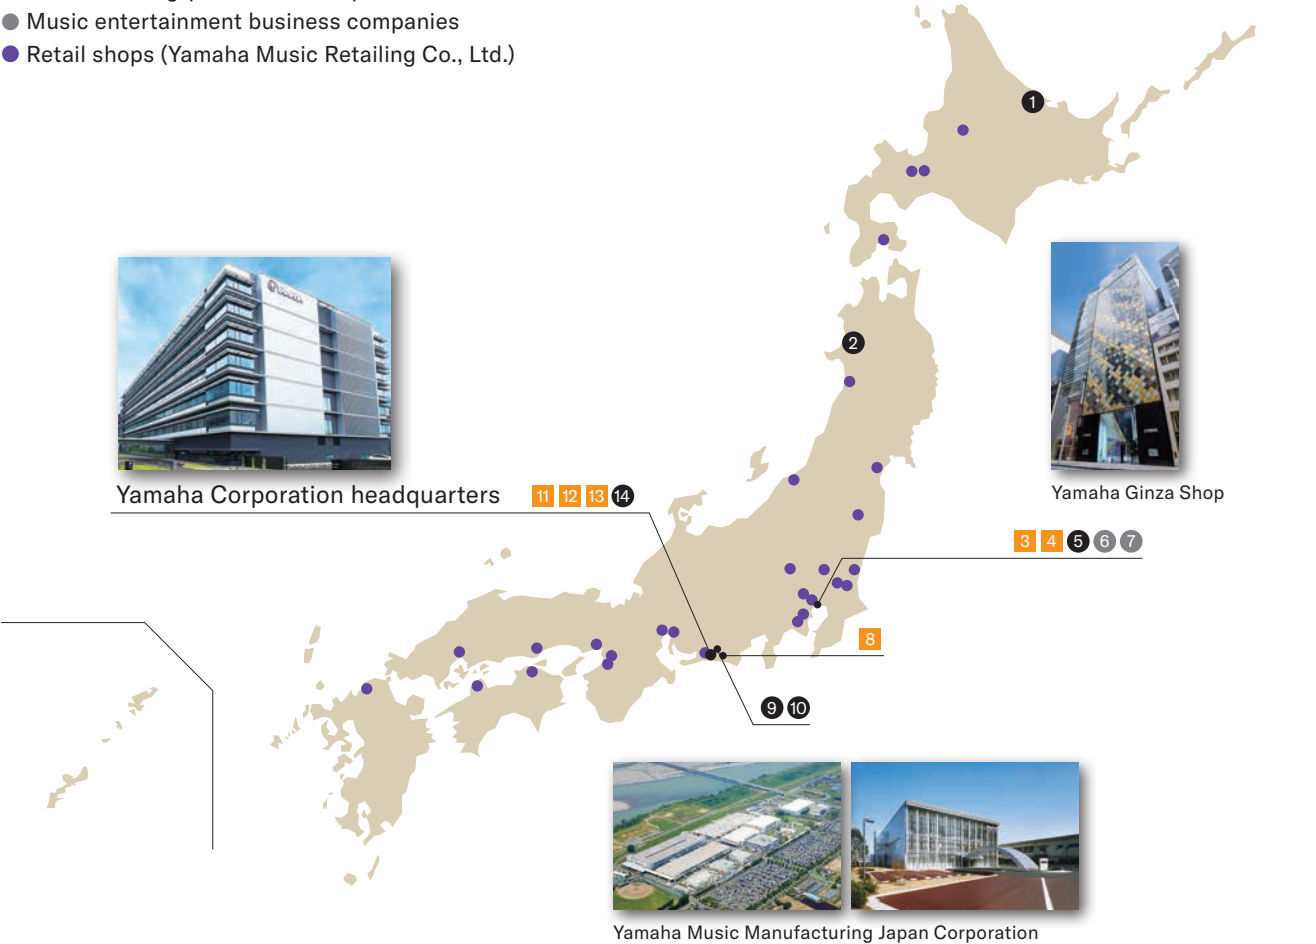 Music entertainment business companies
Retail shops (Yamaha Music Retailing Co., Ltd.)
1
2
Yamaha Corporation headquarters 11 12 13 14
Yamaha Ginza Shop
3 4 5 6 7
8
9 10
Yamaha Music Manufacturing Japan Corporation